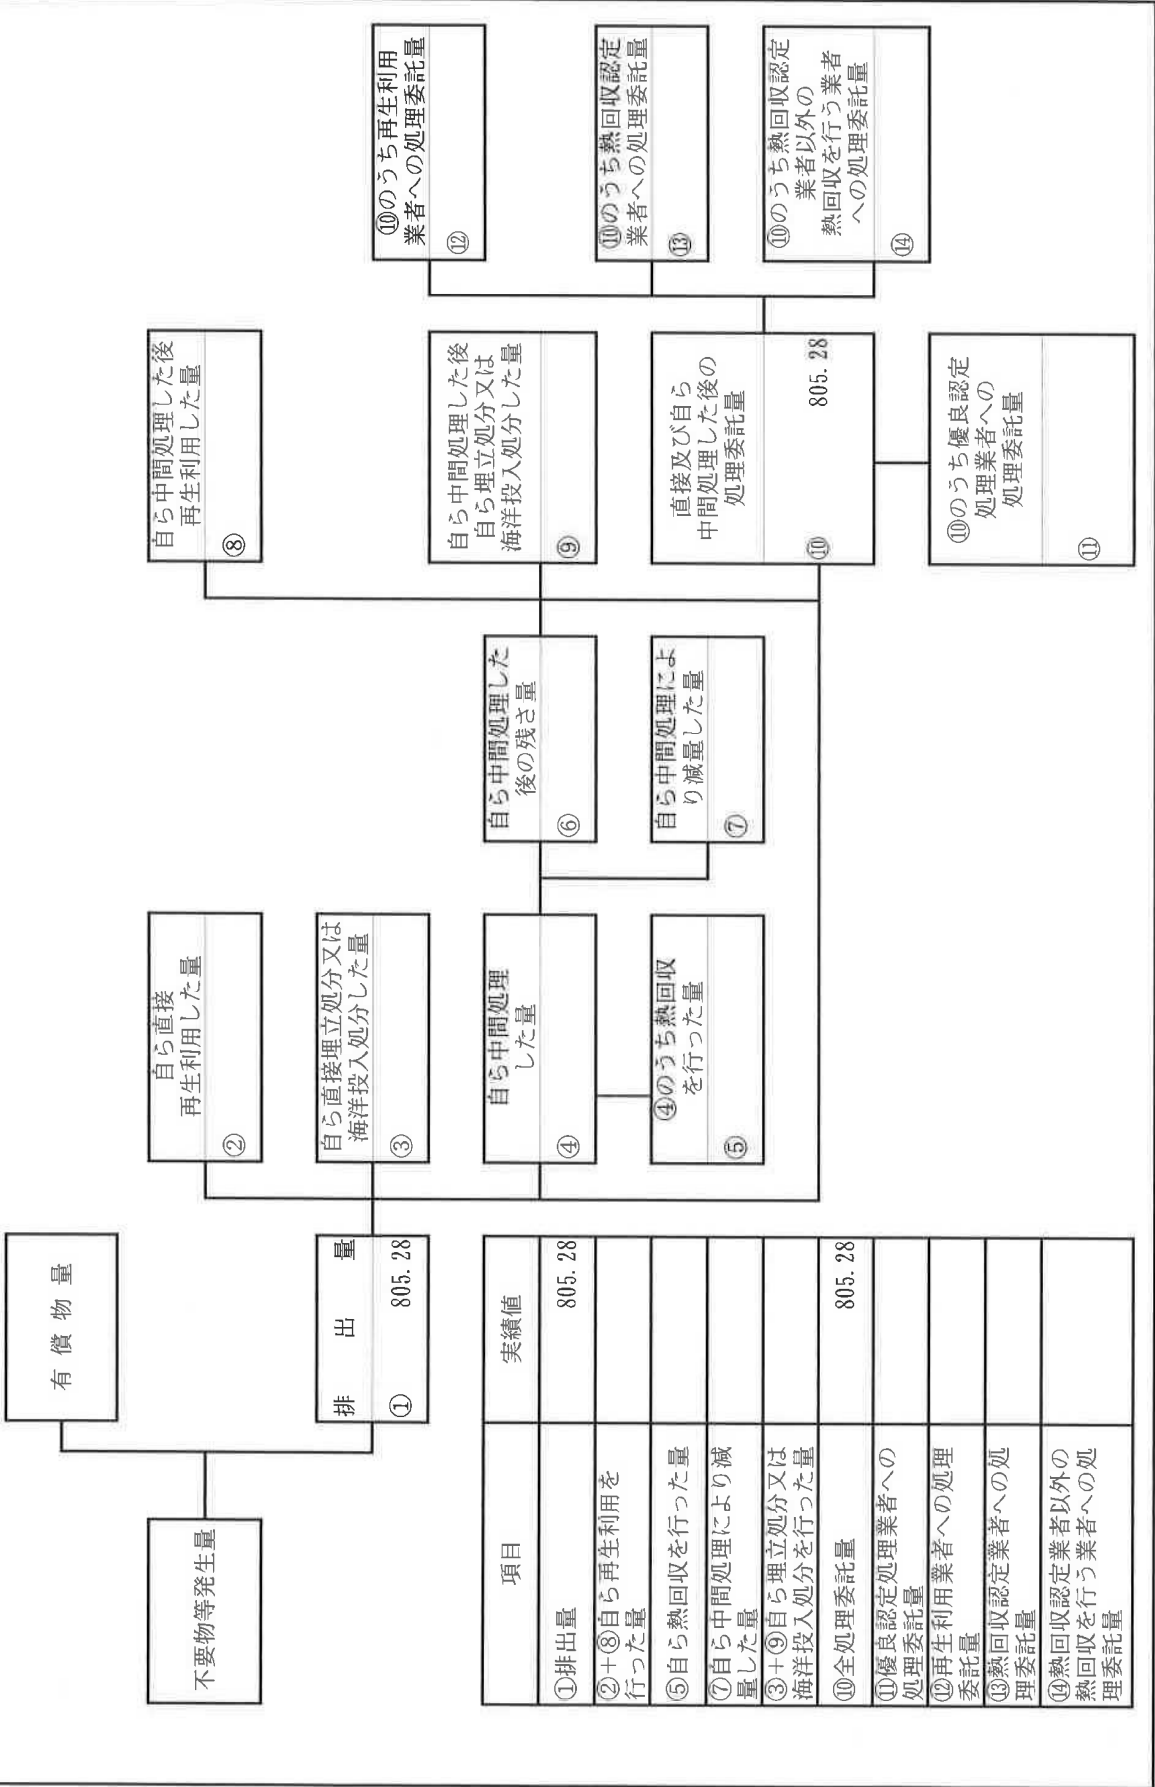 有償物量
不要物等発生量
排出量
① 805.28
自ら直接
再生利用した量
②
自ら直接埋立処分又は
海洋投入処分した量
③
自ら中間処理
した量
④
④のうち熱回収
を行った量
⑤
自ら中間処理した
後の残さ量
⑥
自ら中間処理によ
り減量した量
⑦
自ら中間処理した後
再生利用した量
⑧
自ら中間処理した後
自ら埋立処分又は
海洋投入処分した量
⑨
直接及び自ら
中間処理した後の
処理委託量
⑩ 805.28
⑩のうち優良認定
処理業者への
処理委託量
⑪
⑩のうち再生利用
業者への処理委託量
⑫
⑩のうち熱回収認定
業者への処理委託量
⑬
⑩のうち熱回収認定
業者以外の
熱回収を行う業者
への処理委託量
⑭
項目 実績値
①排出量 805.28
②+⑧自ら再生利用を
行った量
⑤自ら熱回収を行った量
⑦自ら中間処理により減
量した量
③+⑨自ら埋立処分又は
海洋投入処分を行った量
⑩全処理委託量 805.28
⑪優良認定処理業者への
処理委託量
⑫再生利用業者への処理
委託量
⑬熱回収認定業者への処
理委託量
⑭熱回収認定業者以外の
熱回収を行う業者への処
理委託量